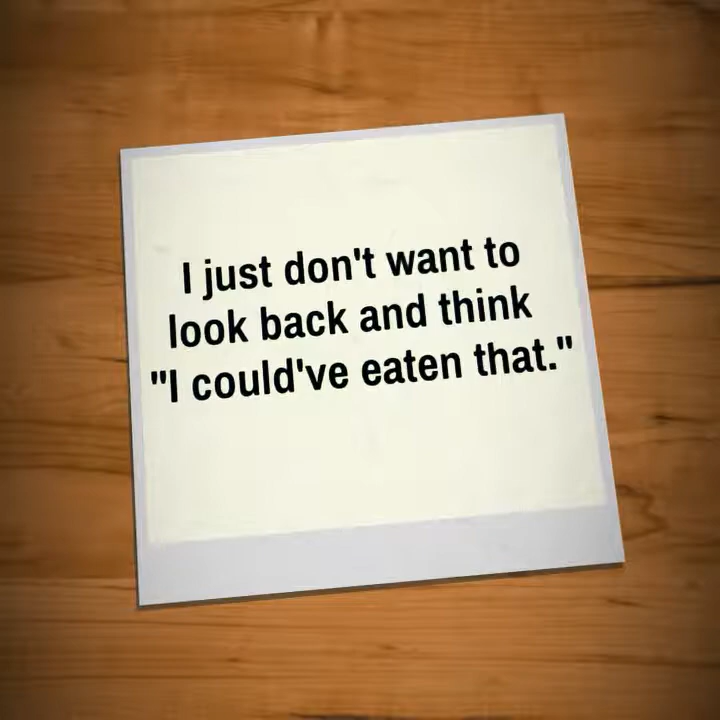 I just don't want to
look back and think
"I could've eaten that."